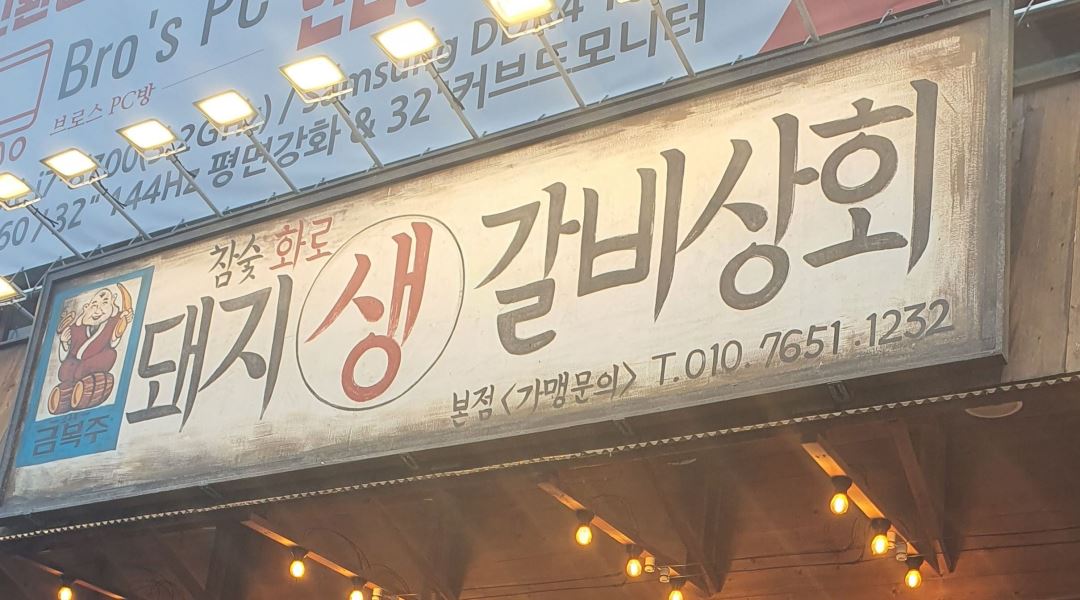 Bro's PC
브로스 PC방
/ Samsung
144Hz 평면강화 & 32" 커브드모니터
참숯 화로
돼지 생 갈비상회
본점 <가맹문의> T.010.7651.1232
금복주